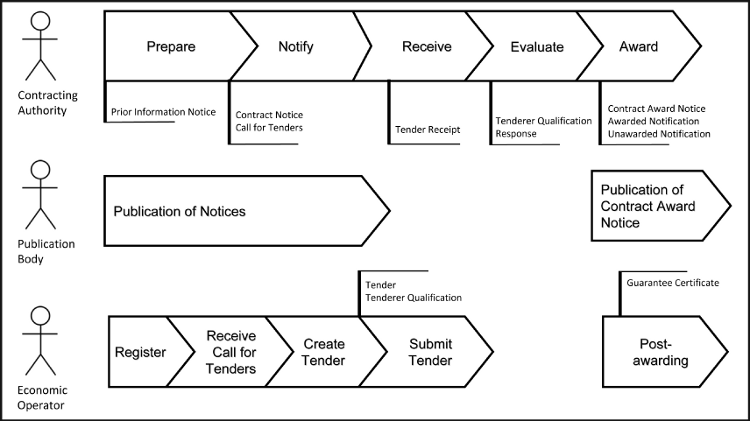 Prepare
Notify
Receive
Evaluate
Award
Contracting
Authority
Prior Information Notice
Contract Notice
Call for Tenders
Tender Receipt
Tenderer Qualification
Response
Contract Award Notice
Awarded Notification
Unawarded Notification
Publication
Body
Publication of Notices
Publication of
Contract Award
Notice
Tender
Tenderer Qualification
Guarantee Certificate
Economic
Operator
Register
Receive
Call for
Tenders
Create
Tender
Submit
Tender
Post-
awarding